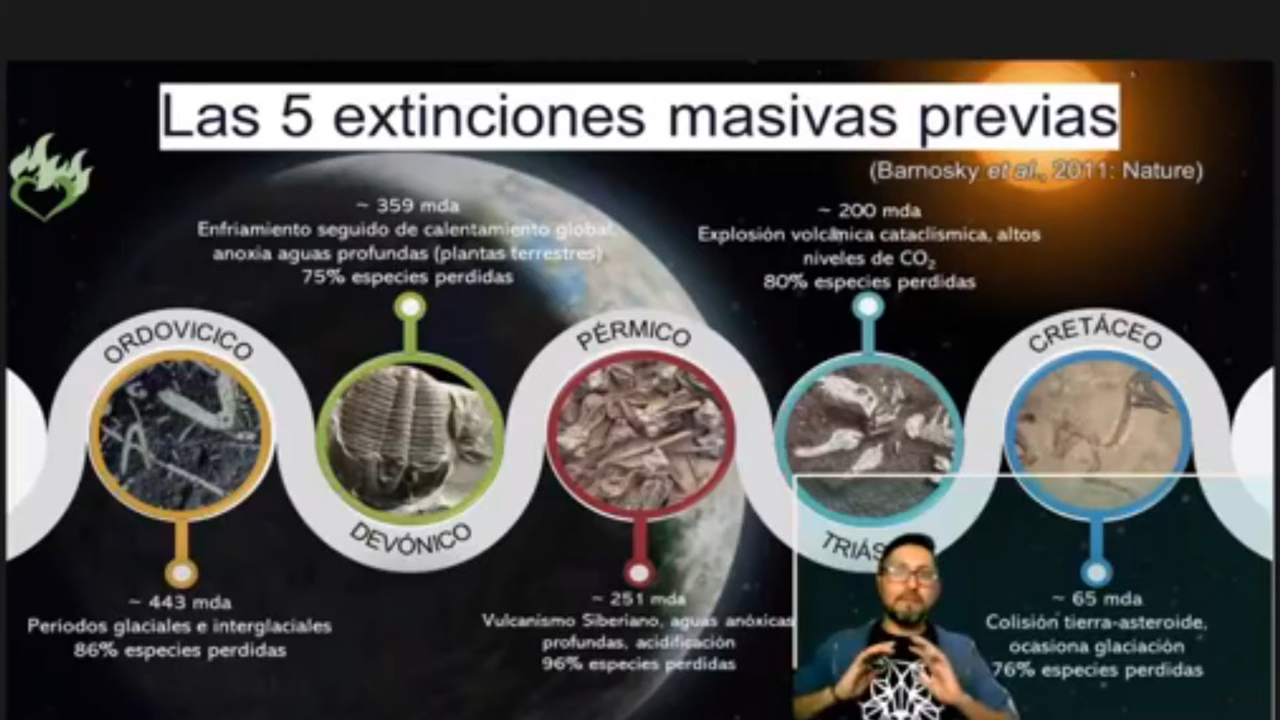 Las 5 extinciones masivas previas
(Barnosky et al., 2011: Nature)
~ 359 mda
Enfriamiento seguido de calentamiento global,
anoxia aguas profundas (plantas terrestres)
75% especies perdidas
~ 200 mda
Explosión volcánica cataclísmica, altos
niveles de CO₂
80% especies perdidas
ORDOVICICO
DEVÓNICO
PÉRMICO
TRIÁS
CRETÁCEO
~ 443 mda
Periodos glaciales e interglaciales
86% especies perdidas
~ 251 mda
Vulcanismo Siberiano, aguas anóxicas
profundas, acidificación
96% especies perdidas
~ 65 mda
Colisión tierra-asteroide,
ocasiona glaciación
76% especies perdidas